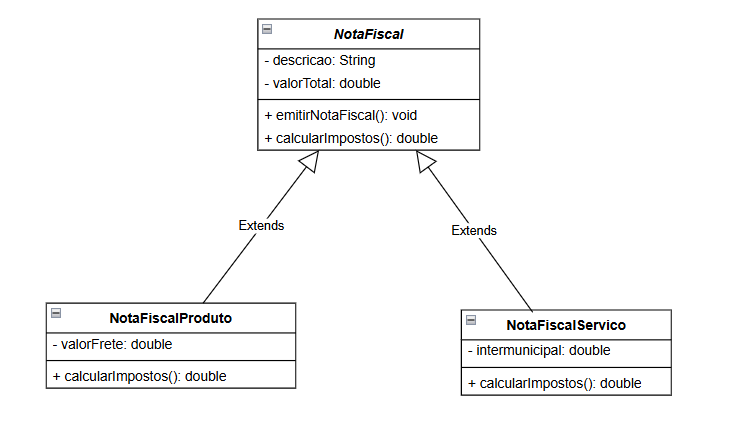 NotaFiscal
- descricao: String
- valorTotal: double
+ emitirNotaFiscal(): void
+ calcularImpostos(): double
Extends
Extends
NotaFiscalProduto
- valorFrete: double
+ calcularImpostos(): double
NotaFiscalServico
- intermunicipal: double
+ calcularImpostos(): double